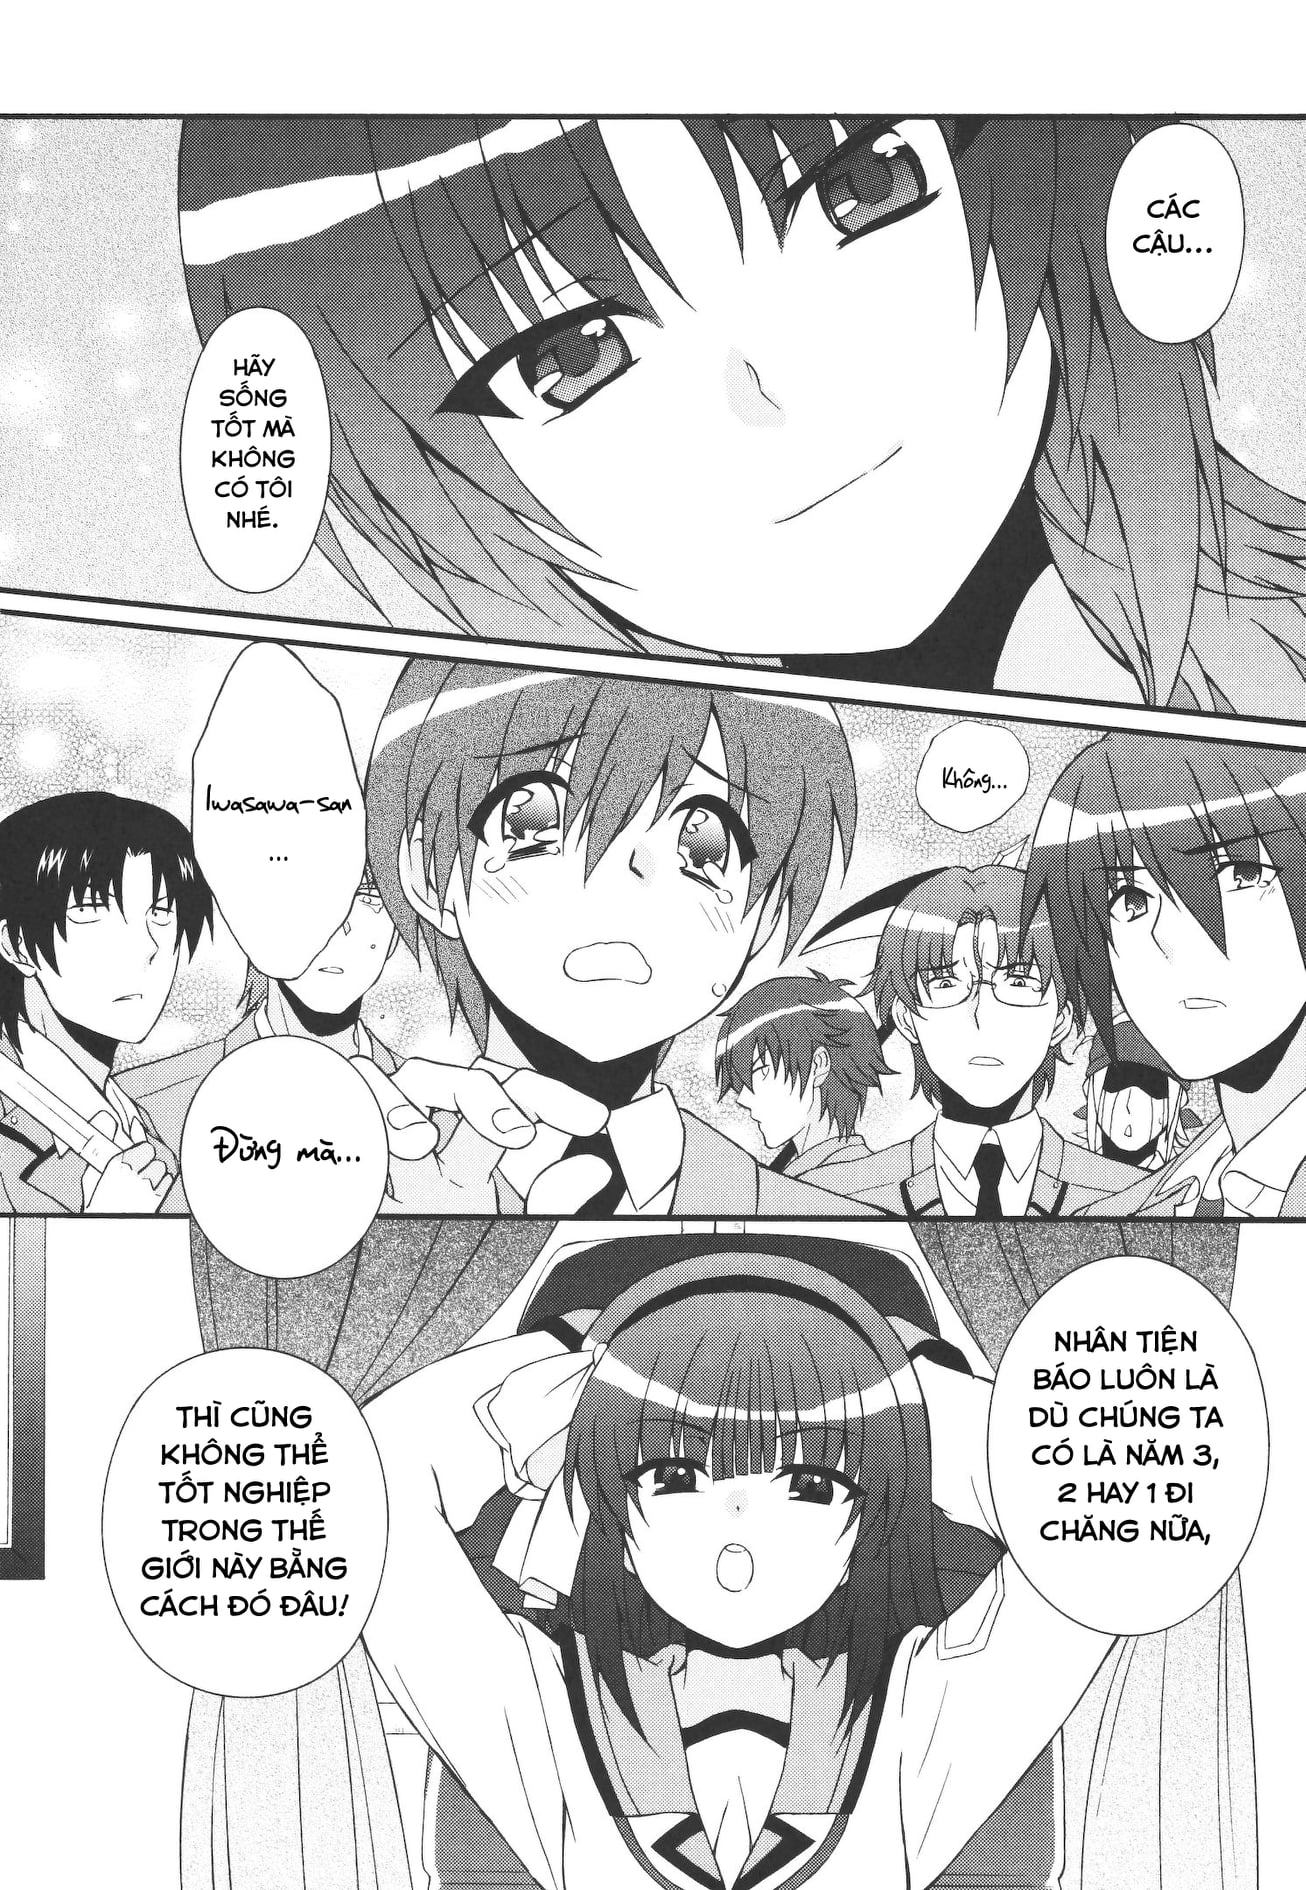 CÁC
CẬU...
HÃY
SỐNG
TỐT MÀ
KHÔNG
CÓ TÔI
NHÉ.
Không...
Iwasawa-san
...
Đừng mà...
NHÂN TIỆN
BÁO LUÔN LÀ
DÙ CHÚNG TA
CÓ LÀ NĂM 3,
2 HAY 1 ĐI
CHĂNG NỮA,
THÌ CŨNG
KHÔNG THỂ
TỐT NGHIỆP
TRONG THẾ
GIỚI NÀY BẰNG
CÁCH ĐÓ ĐÂU!